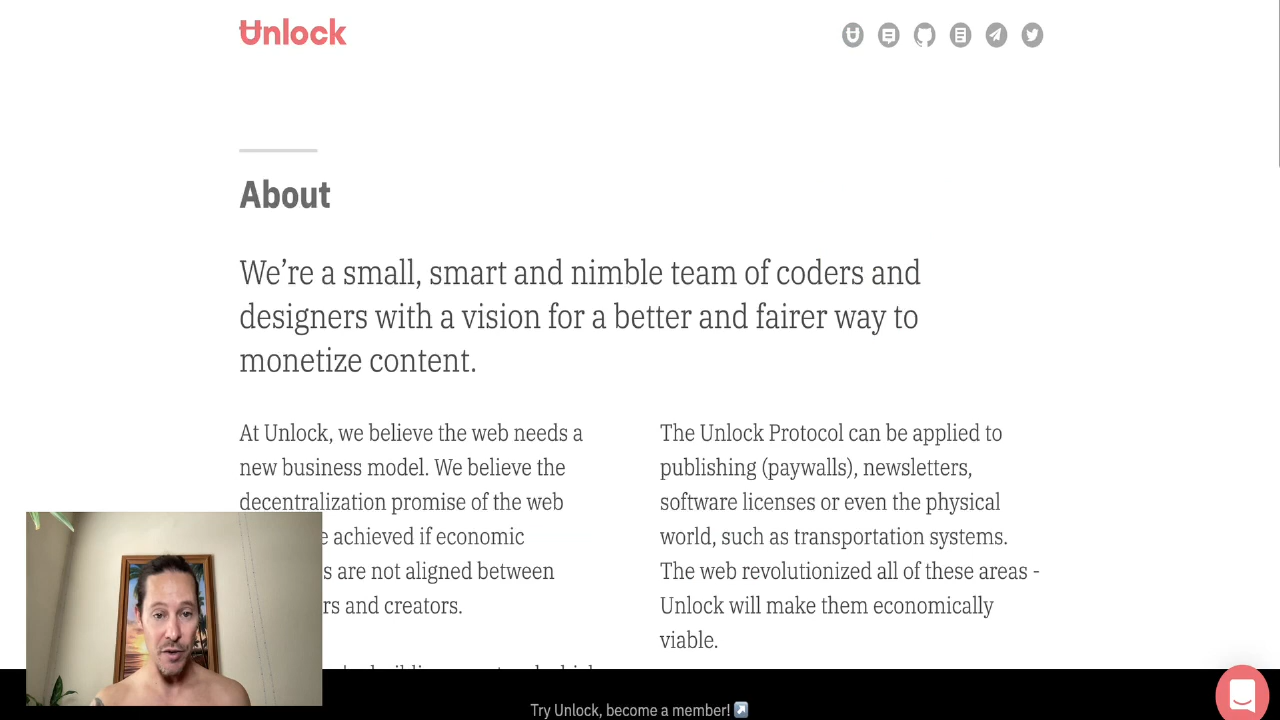 Unlock
About
We’re a small, smart and nimble team of coders and
designers with a vision for a better and fairer way to
monetize content.
At Unlock, we believe the web needs a
new business model. We believe the
decentralization promise of the web
achieved if economic
are not aligned between
and creators.
The Unlock Protocol can be applied to
publishing (paywalls), newsletters,
software licenses or even the physical
world, such as transportation systems.
The web revolutionized all of these areas -
Unlock will make them economically
viable.
Try Unlock, become a member!